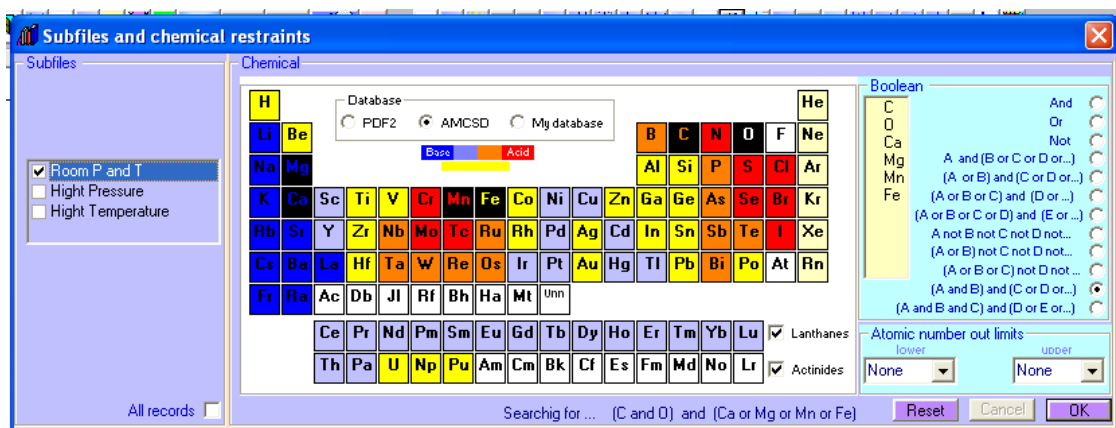 Subfiles and chemical restraints
Subfiles
Room P and T
Hight Pressure
Hight Temperature
All records
Chemical
Database
PDF2 AMCSD My database
Base Acid
H He
Li Be B C N O F Ne
Na Mg Al Si P S Cl Ar
K Ca Sc Ti V Cr Mn Fe Co Ni Cu Zn Ga Ge As Se Br Kr
Rb Sr Y Zr Nb Mo Tc Ru Rh Pd Ag Cd In Sn Sb Te I Xe
Cs Ba La Hf Ta W Re Os Ir Pt Au Hg Tl Pb Bi Po At Rn
Fr Ra Ac Db Jl Rf Bh Ha Mt Unn
Ce Pr Nd Pm Sm Eu Gd Tb Dy Ho Er Tm Yb Lu Lanthanes
Th Pa U Np Pu Am Cm Bk Cf Es Fm Md No Lr Actinides
Searchig for ... (C and O) and (Ca or Mg or Mn or Fe)
Boolean
C
O
Ca
Mg
Mn
Fe
And
Or
Not
A and (B or C or D or...)
(A or B) and (C or D or...)
(A or B or C) and (D or ...)
(A or B or C or D) and (E or ...)
A not B not C not D not...
(A or B) not C not D not...
(A or B or C) not D not ...
(A and B) and (C or D or...)
(A and B and C) and (D or E or...)
Atomic number out limits
lower upper
None None
Reset Cancel OK